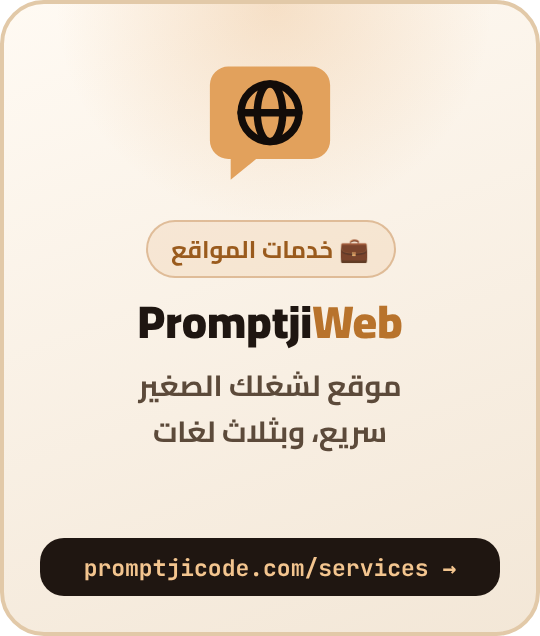 💼 خدمات المواقع
PromptjiWeb
موقع لشغلك الصغير
سريع، وبثلاث لغات
promptjicode.com/services →